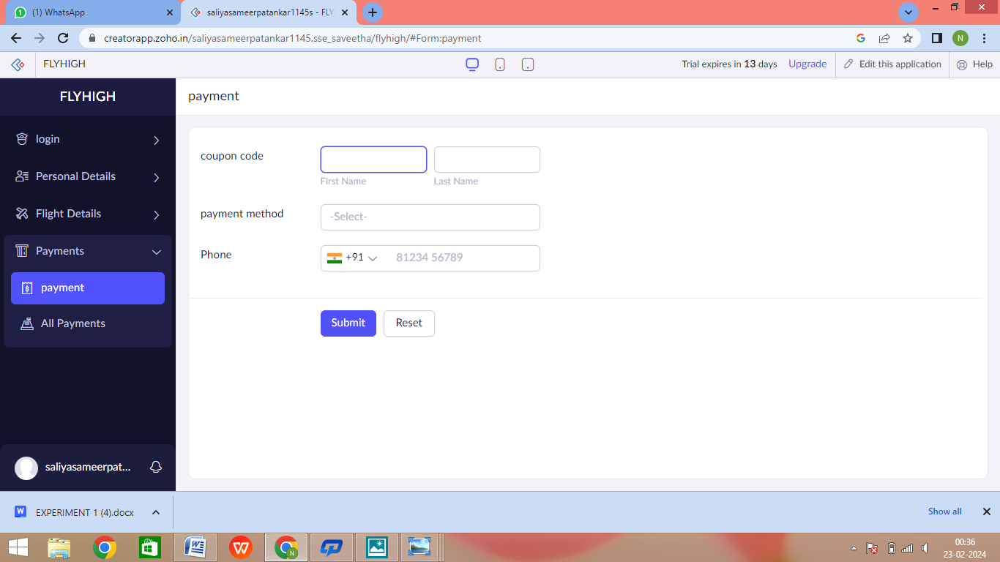 (1) WhatsApp
saliyasameerpatankar1145s - FLY
creatorapp.zoho.in/saliyasameerpatankar1145.sse_saveetha/flyhigh/#Form:payment
N
FLYHIGH
Trial expires in 13 days
Upgrade
Edit this application
Help
FLYHIGH
login
Personal Details
Flight Details
Payments
payment
All Payments
saliyasameerpat...
payment
coupon code
First Name
Last Name
payment method
-Select-
Phone
+91
81234 56789
Submit
Reset
EXPERIMENT 1 (4).docx
Show all
00:36
23-02-2024